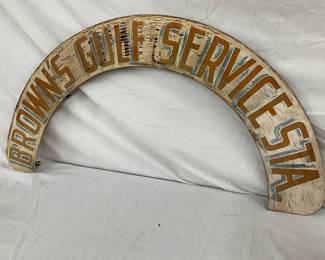 BROWN'S GULF SERVICE STA.